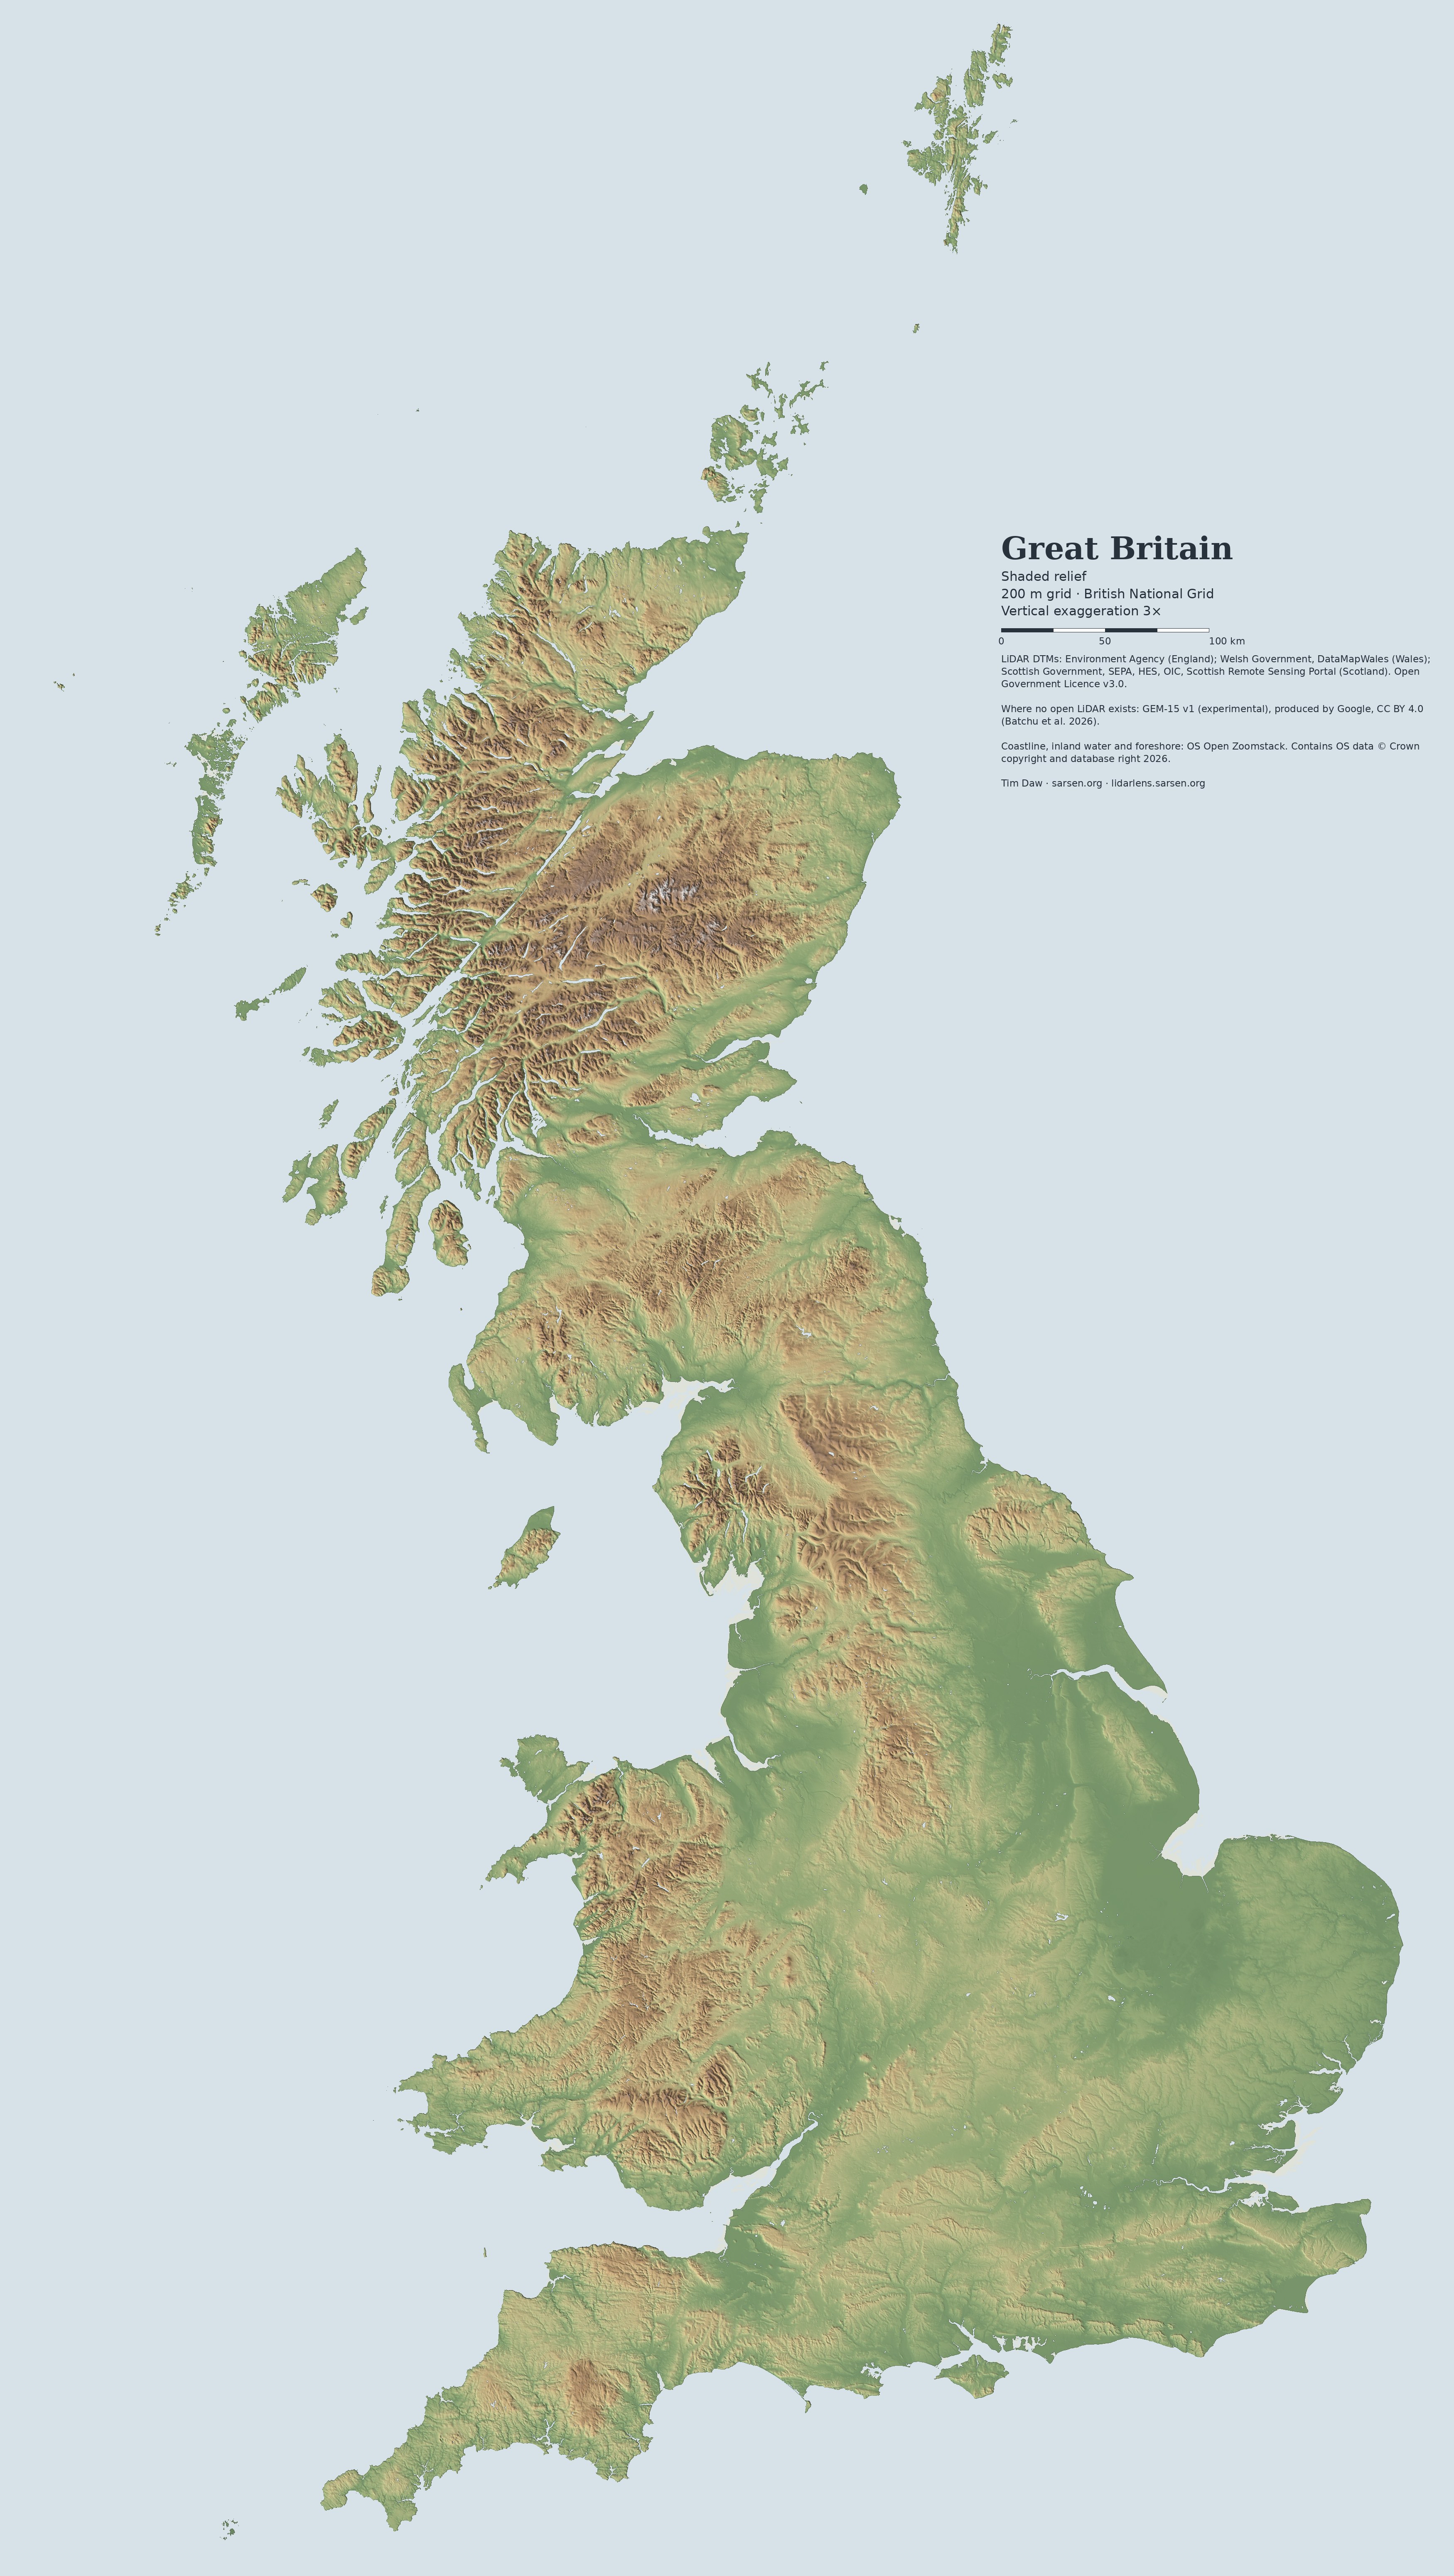 Great Britain
Shaded relief
200 m grid · British National Grid
Vertical exaggeration 3×
0 50 100 km
LiDAR DTMs: Environment Agency (England); Welsh Government, DataMapWales (Wales);
Scottish Government, SEPA, HES, OIC, Scottish Remote Sensing Portal (Scotland). Open
Government Licence v3.0.
Where no open LiDAR exists: GEM-15 v1 (experimental), produced by Google, CC BY 4.0
(Batchu et al. 2026).
Coastline, inland water and foreshore: OS Open Zoomstack. Contains OS data © Crown
copyright and database right 2026.
Tim Daw · sarsen.org · lidarlens.sarsen.org